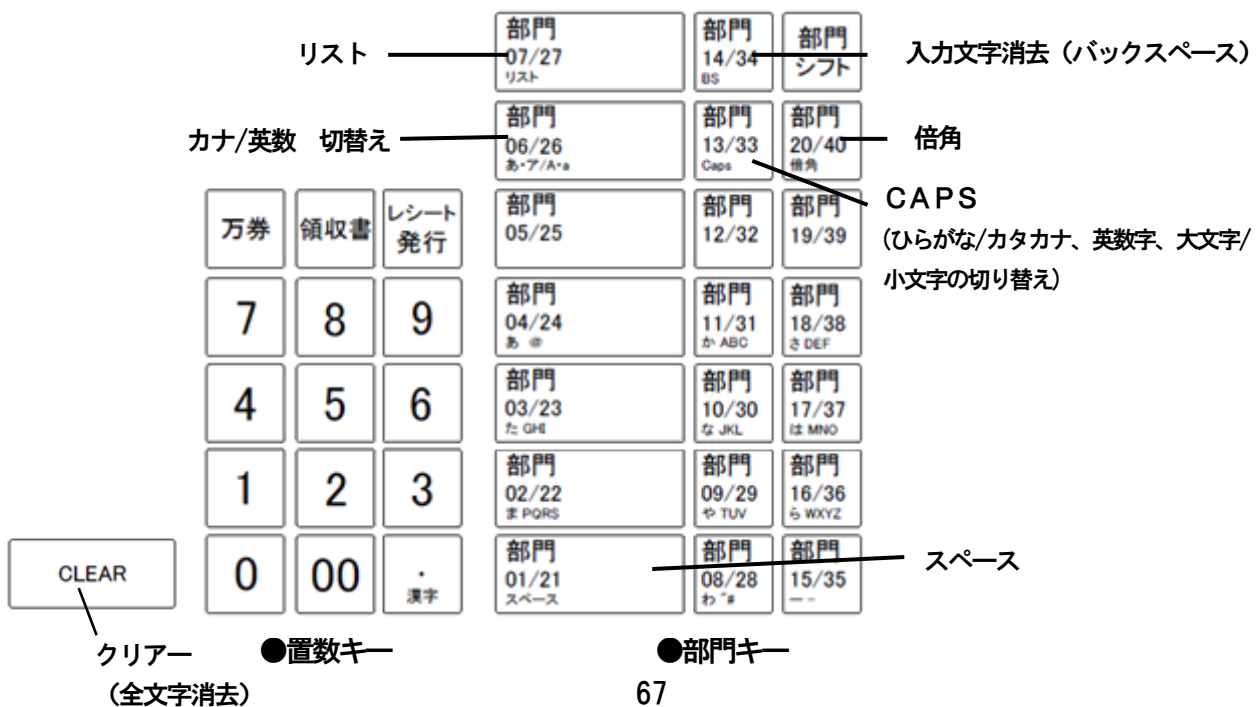 部門
07/27
リスト
部門
14/34
BS
部門
シフト
リスト
入力文字消去（バックスペース）
部門
06/26
あ・ア/A・a
部門
13/33
Caps
部門
20/40
倍角
カナ/英数　切替え
倍角
ＣＡＰＳ
（ひらがな/カタカナ、英数字、大文字/
小文字の切り替え）
万券
領収書
レシート
発行
部門
05/25
部門
12/32
部門
19/39
7
8
9
部門
04/24
あ @
部門
11/31
か ABC
部門
18/38
さ DEF
4
5
6
部門
03/23
た GHI
部門
10/30
な JKL
部門
17/37
は MNO
1
2
3
部門
02/22
ま PQRS
部門
09/29
や TUV
部門
16/36
ら WXYZ
CLEAR
0
00
.
漢字
部門
01/21
スペース
部門
08/28
わ ゛#
部門
15/35
ー -
スペース
クリアー
（全文字消去）
●置数キー
●部門キー
67